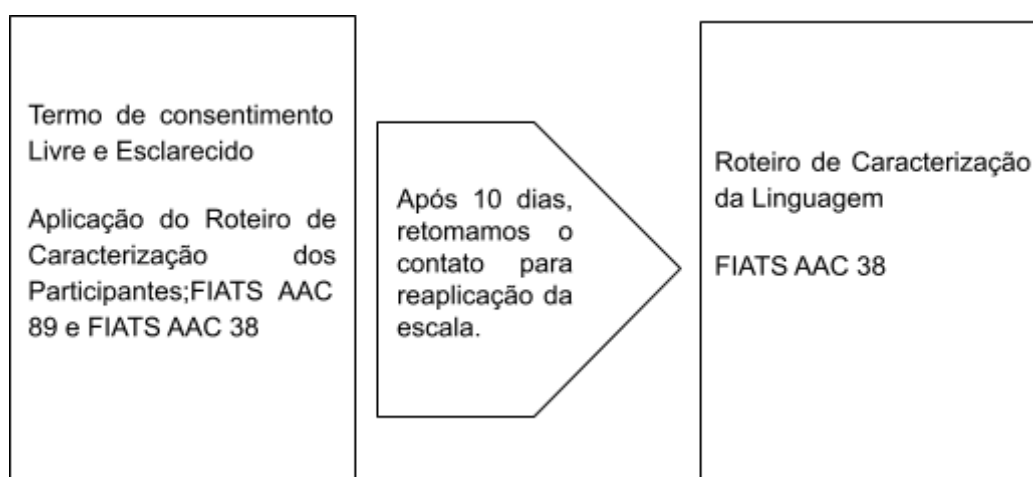 Termo de consentimento
Livre e Esclarecido
Aplicação do Roteiro de
Caracterização dos
Participantes;FIATS AAC
89 e FIATS AAC 38
Após 10 dias,
retomamos o
contato para
reaplicação da
escala.
Roteiro de Caracterização
da Linguagem
FIATS AAC 38